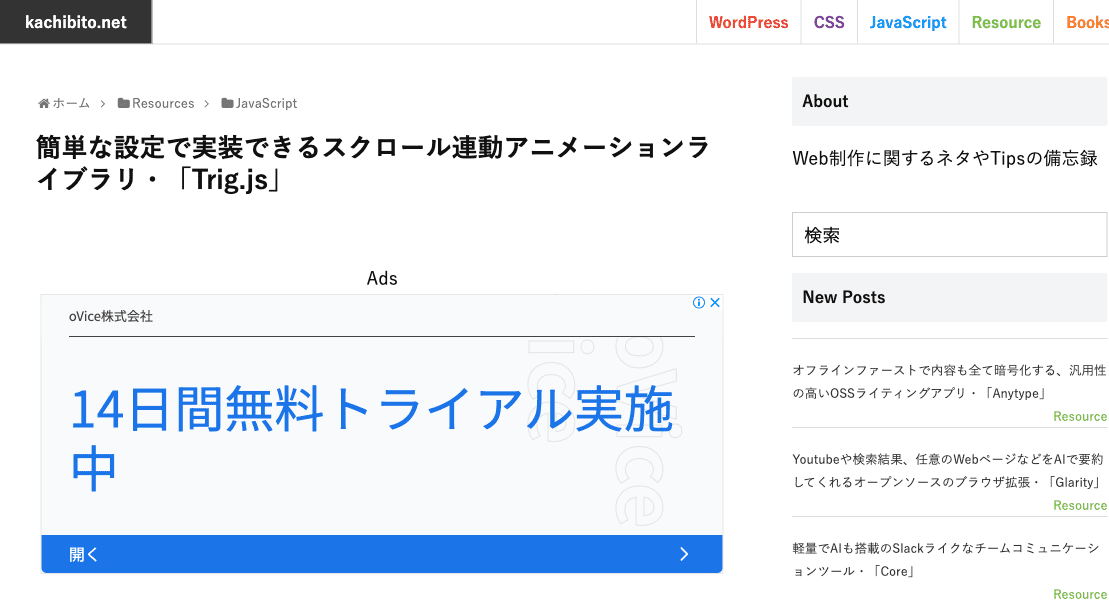 kachibito.net
WordPress
CSS
JavaScript
Resource
Books
ホーム > Resources > JavaScript
簡単な設定で実装できるスクロール連動アニメーションラ
イブラリ・「Trig.js」
Ads
oVice株式会社
oVice
14日間無料トライアル実施
中
開く
About
Web制作に関するネタやTipsの備忘録
検索
New Posts
オフラインファーストで内容も全て暗号化する、汎用性
の高いOSSライティングアプリ・「Anytype」
Resource
Youtubeや検索結果、任意のWebページなどをAIで要約
してくれるオープンソースのブラウザ拡張・「Glarity」
Resource
軽量でAIも搭載のSlackライクなチームコミュニケーシ
ョンツール・「Core」
Resource